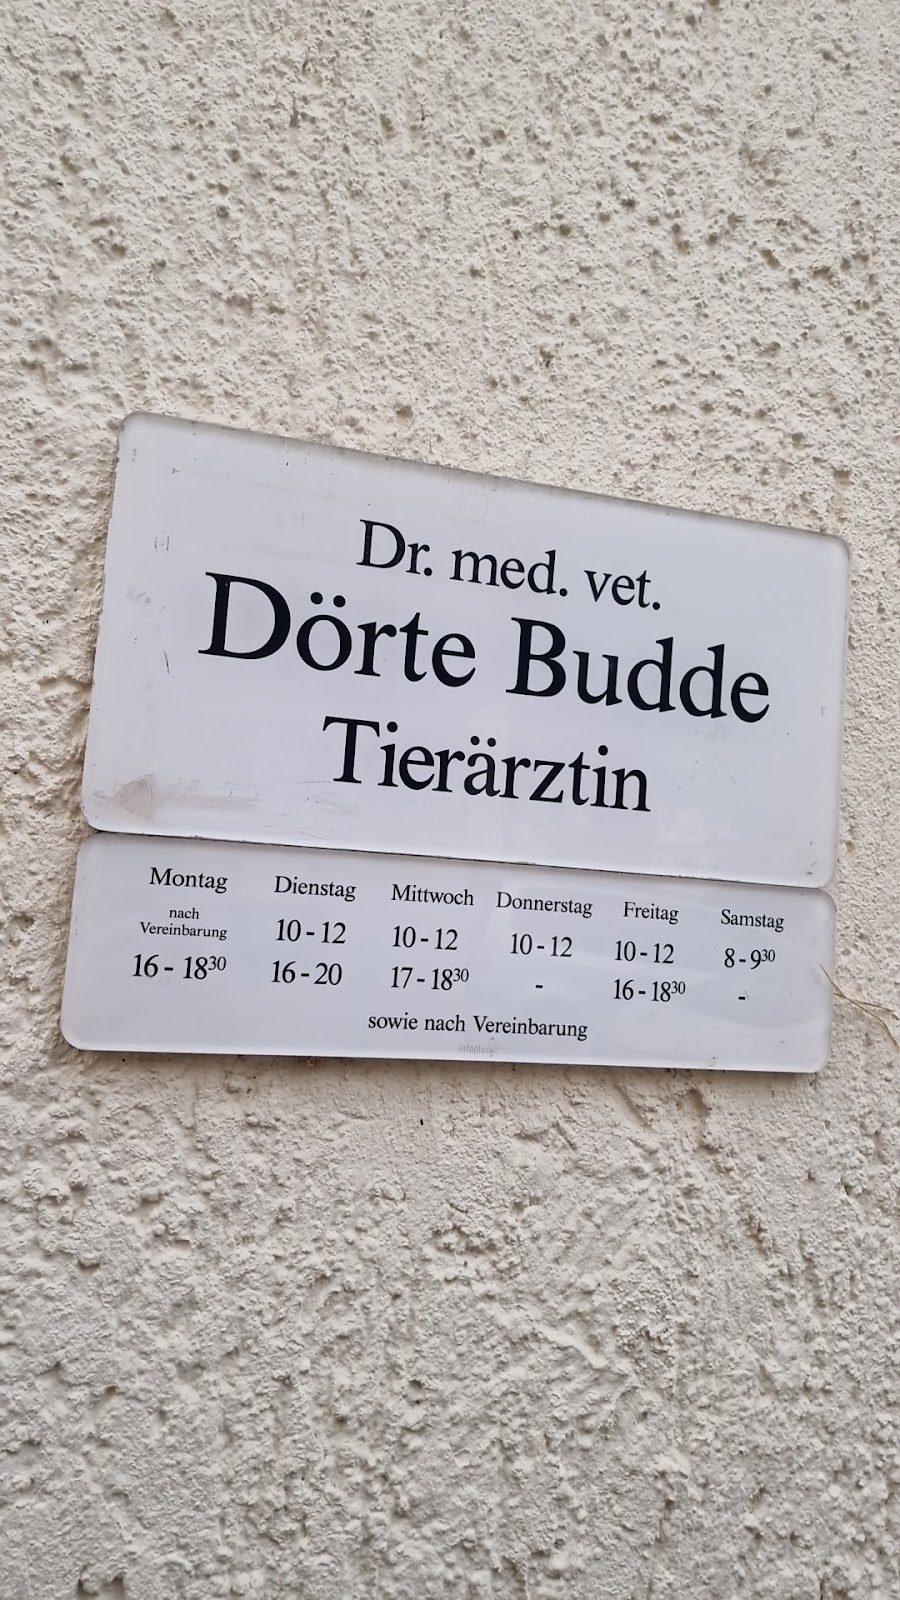 Dr. med. vet.
Dörte Budde
Tierärztin
Montag Dienstag Mittwoch Donnerstag Freitag Samstag
nach Vereinbarung 10 - 12 10 - 12 10 - 12 10 - 12 8 - 9³⁰
16 - 18³⁰ 16 - 20 17 - 18³⁰ - 16 - 18³⁰ -
sowie nach Vereinbarung